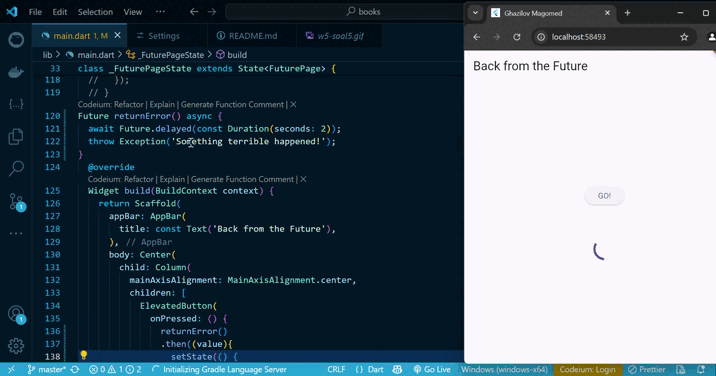 File Edit Selection View ... books
main.dart 1, M Settings README.md w5-soal5.gif
lib > main.dart > _FuturePageState > build
33 class _FuturePageState extends State<FuturePage> {
118 // });
119 // }
Codeium: Refactor | Explain | Generate Function Comment | X
120 Future returnError() async {
121 await Future.delayed(const Duration(seconds: 2));
122 throw Exception('Something terrible happened!');
123 }
124 @override
Codeium: Refactor | Explain | Generate Function Comment | X
125 Widget build(BuildContext context) {
126 return Scaffold(
127 appBar: AppBar(
128 title: const Text('Back from the Future'),
129 ), // AppBar
130 body: Center(
131 child: Column(
132 mainAxisAlignment: MainAxisAlignment.center,
133 children: [
134 ElevatedButton(
135 onPressed: () {
136 returnError()
137 .then((value){
138 setState(() {
master* 0 1 2 Initializing Gradle Language Server CRLF {} Dart Go Live Windows (windows-x64) Codeium: Login Prettier
1
1
Ghazilov Magomed
localhost:58493
Back from the Future
GO!